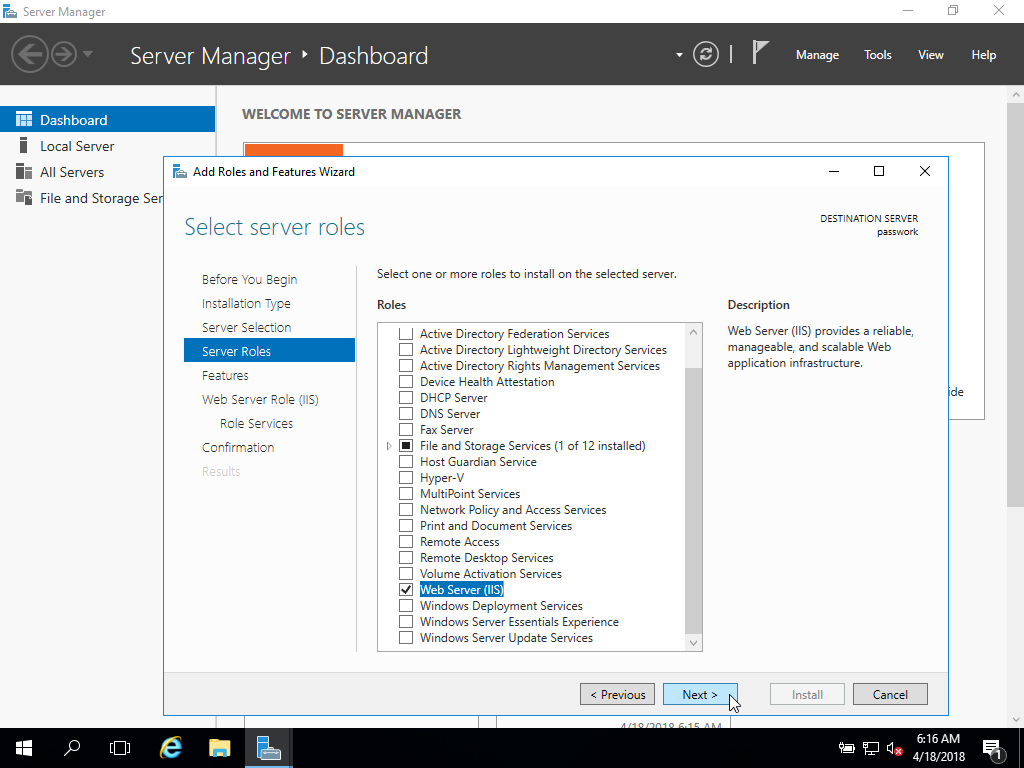 Server Manager
Server Manager ‣ Dashboard
Manage Tools View Help
Dashboard
Local Server
All Servers
File and Storage Ser
WELCOME TO SERVER MANAGER
Add Roles and Features Wizard
Select server roles
DESTINATION SERVER
passwork
Before You Begin
Installation Type
Server Selection
Server Roles
Features
Web Server Role (IIS)
Role Services
Confirmation
Results
Select one or more roles to install on the selected server.
Roles
Active Directory Federation Services
Active Directory Lightweight Directory Services
Active Directory Rights Management Services
Device Health Attestation
DHCP Server
DNS Server
Fax Server
File and Storage Services (1 of 12 installed)
Host Guardian Service
Hyper-V
MultiPoint Services
Network Policy and Access Services
Print and Document Services
Remote Access
Remote Desktop Services
Volume Activation Services
Web Server (IIS)
Windows Deployment Services
Windows Server Essentials Experience
Windows Server Update Services
Description
Web Server (IIS) provides a reliable,
manageable, and scalable Web
application infrastructure.
ide
< Previous Next > Install Cancel
4/18/2018 6:15 AM
6:16 AM
4/18/2018
1